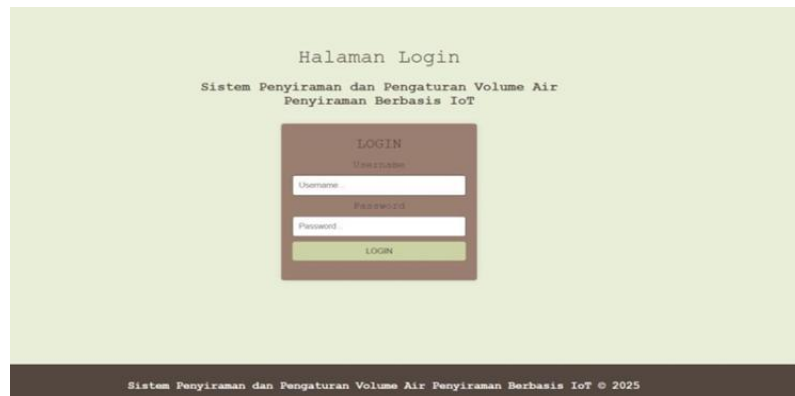 Halaman Login
Sistem Penyiraman dan Pengaturan Volume Air
Penyiraman Berbasis IoT
LOGIN
Username
Username..
Password
Password..
LOGIN
Sistem Penyiraman dan Pengaturan Volume Air Penyiraman Berbasis IoT © 2025